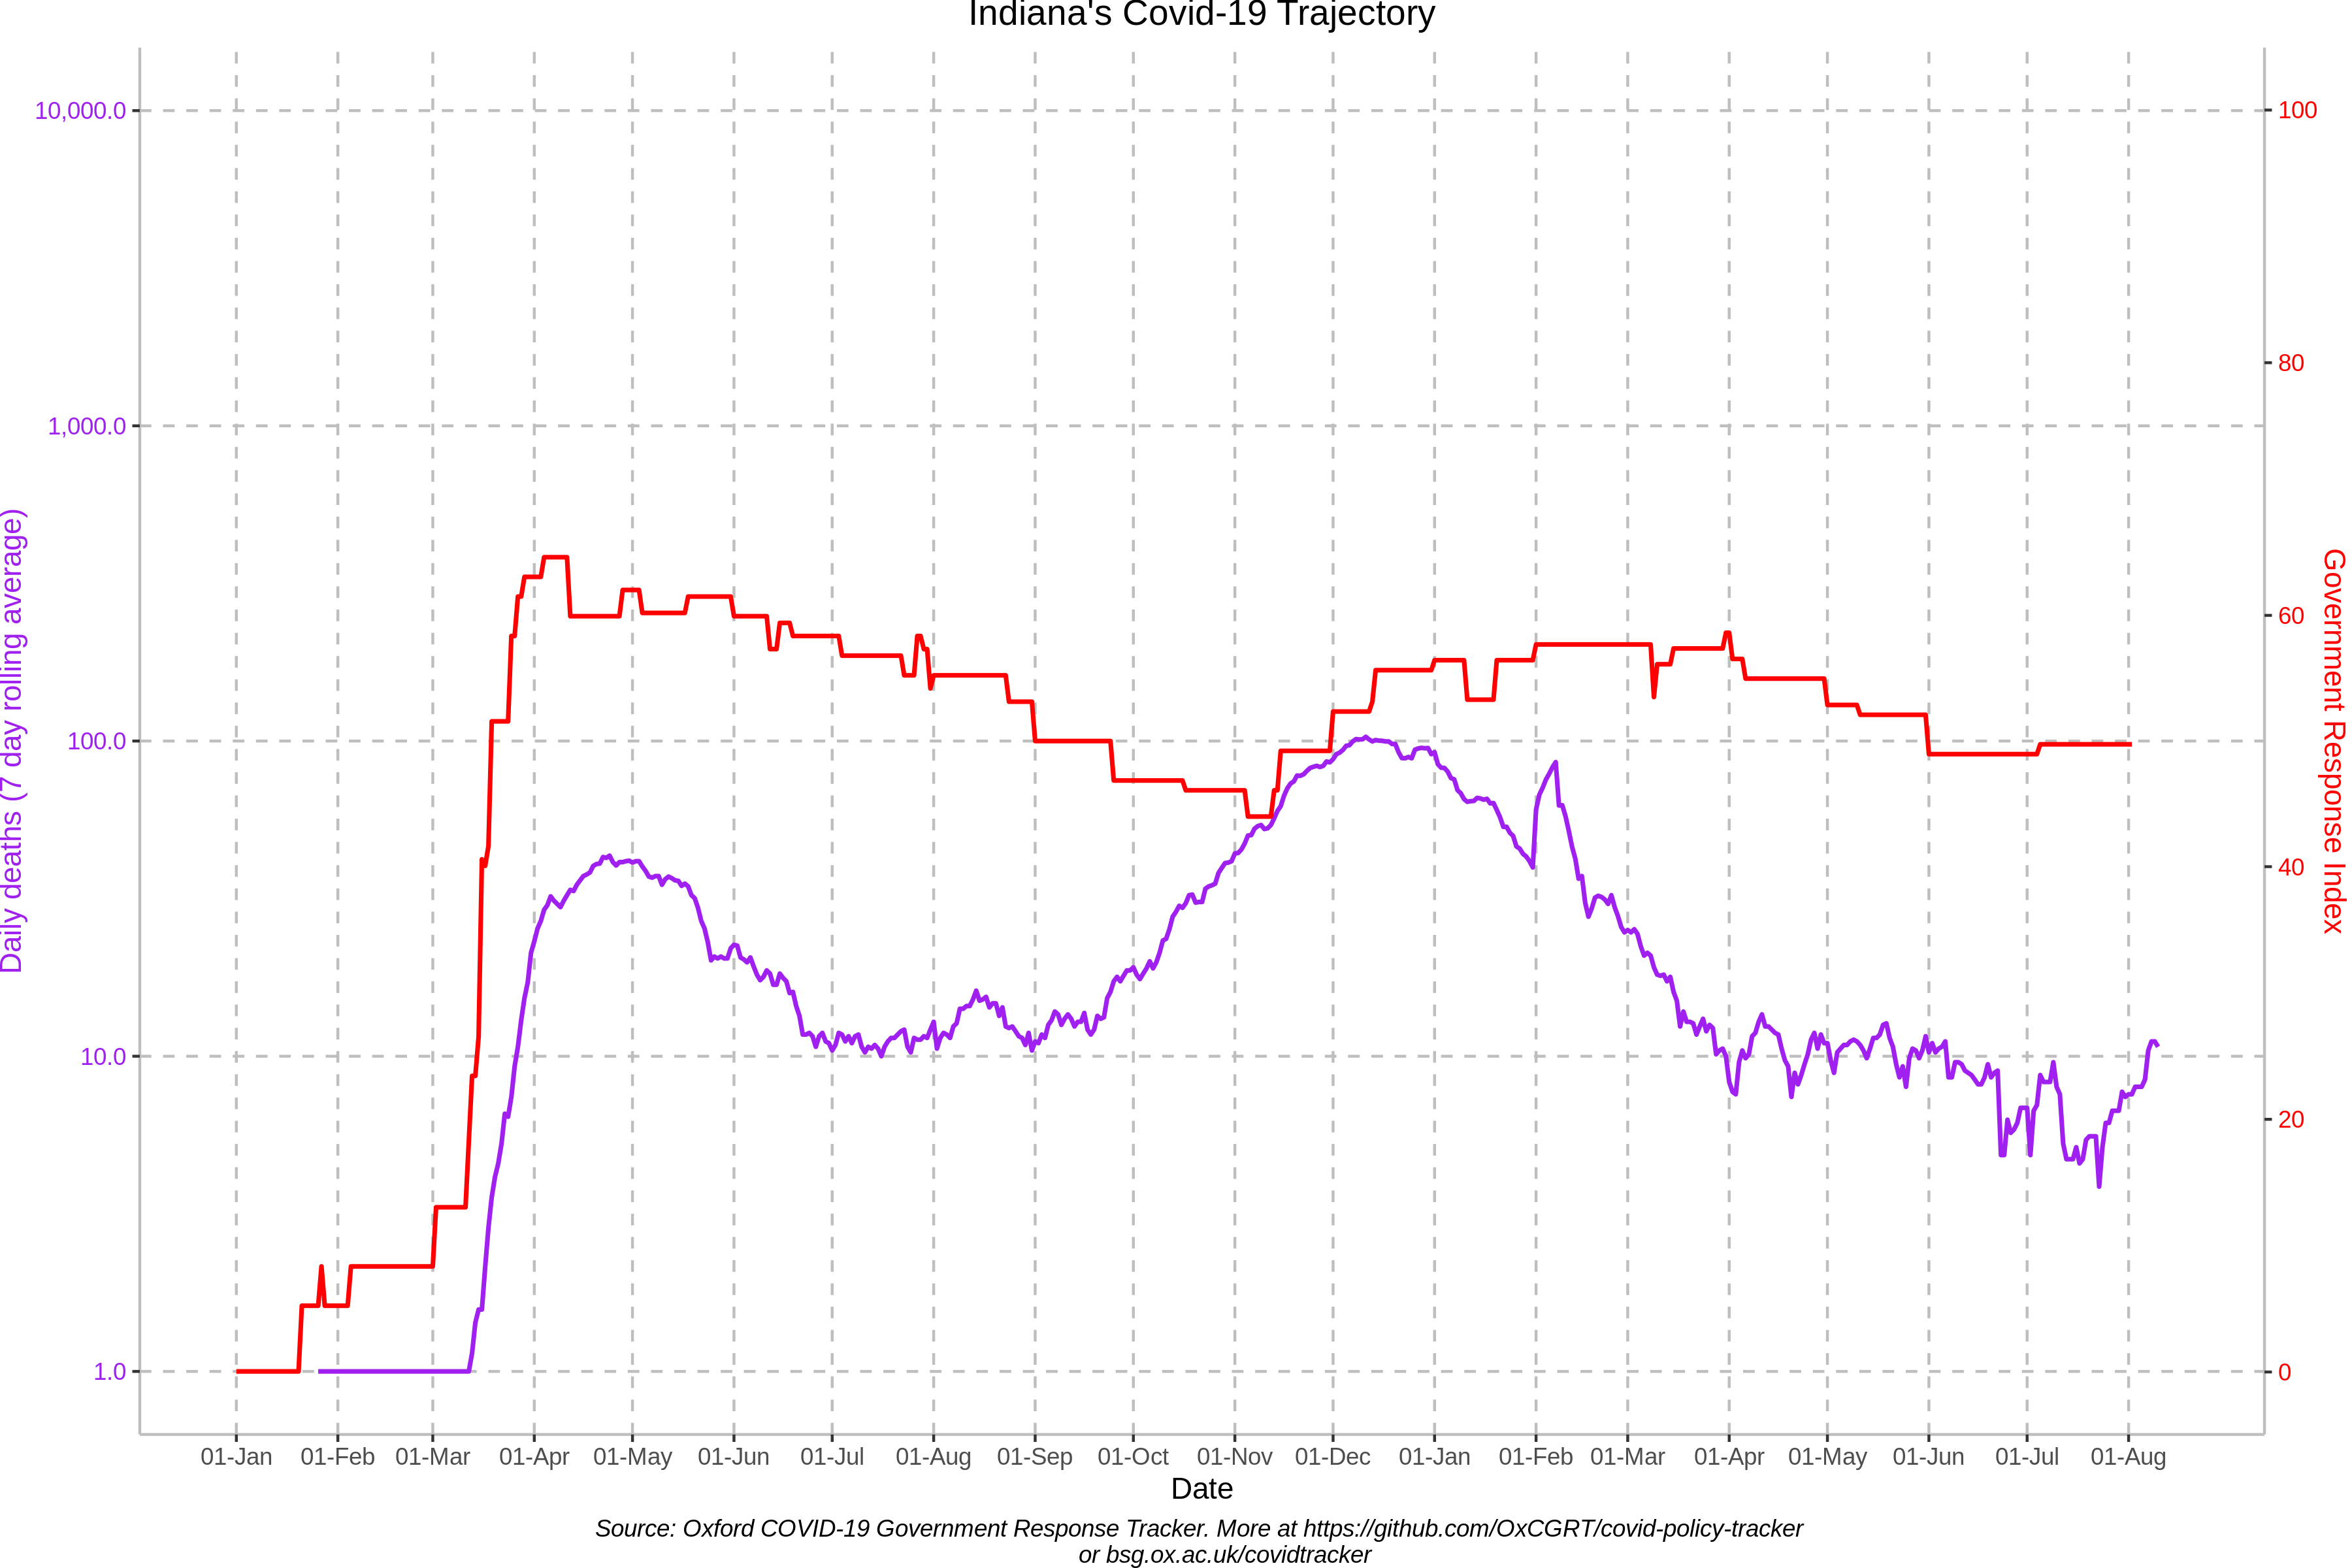 Indiana's Covid-19 Trajectory
10,000.0
1,000.0
100.0
10.0
1.0
Daily deaths (7 day rolling average)
100
80
60
40
20
0
Government Response Index
01-Jan 01-Feb 01-Mar 01-Apr 01-May 01-Jun 01-Jul 01-Aug 01-Sep 01-Oct 01-Nov 01-Dec 01-Jan 01-Feb 01-Mar 01-Apr 01-May 01-Jun 01-Jul 01-Aug
Date
Source: Oxford COVID-19 Government Response Tracker. More at https://github.com/OxCGRT/covid-policy-tracker
or bsg.ox.ac.uk/covidtracker